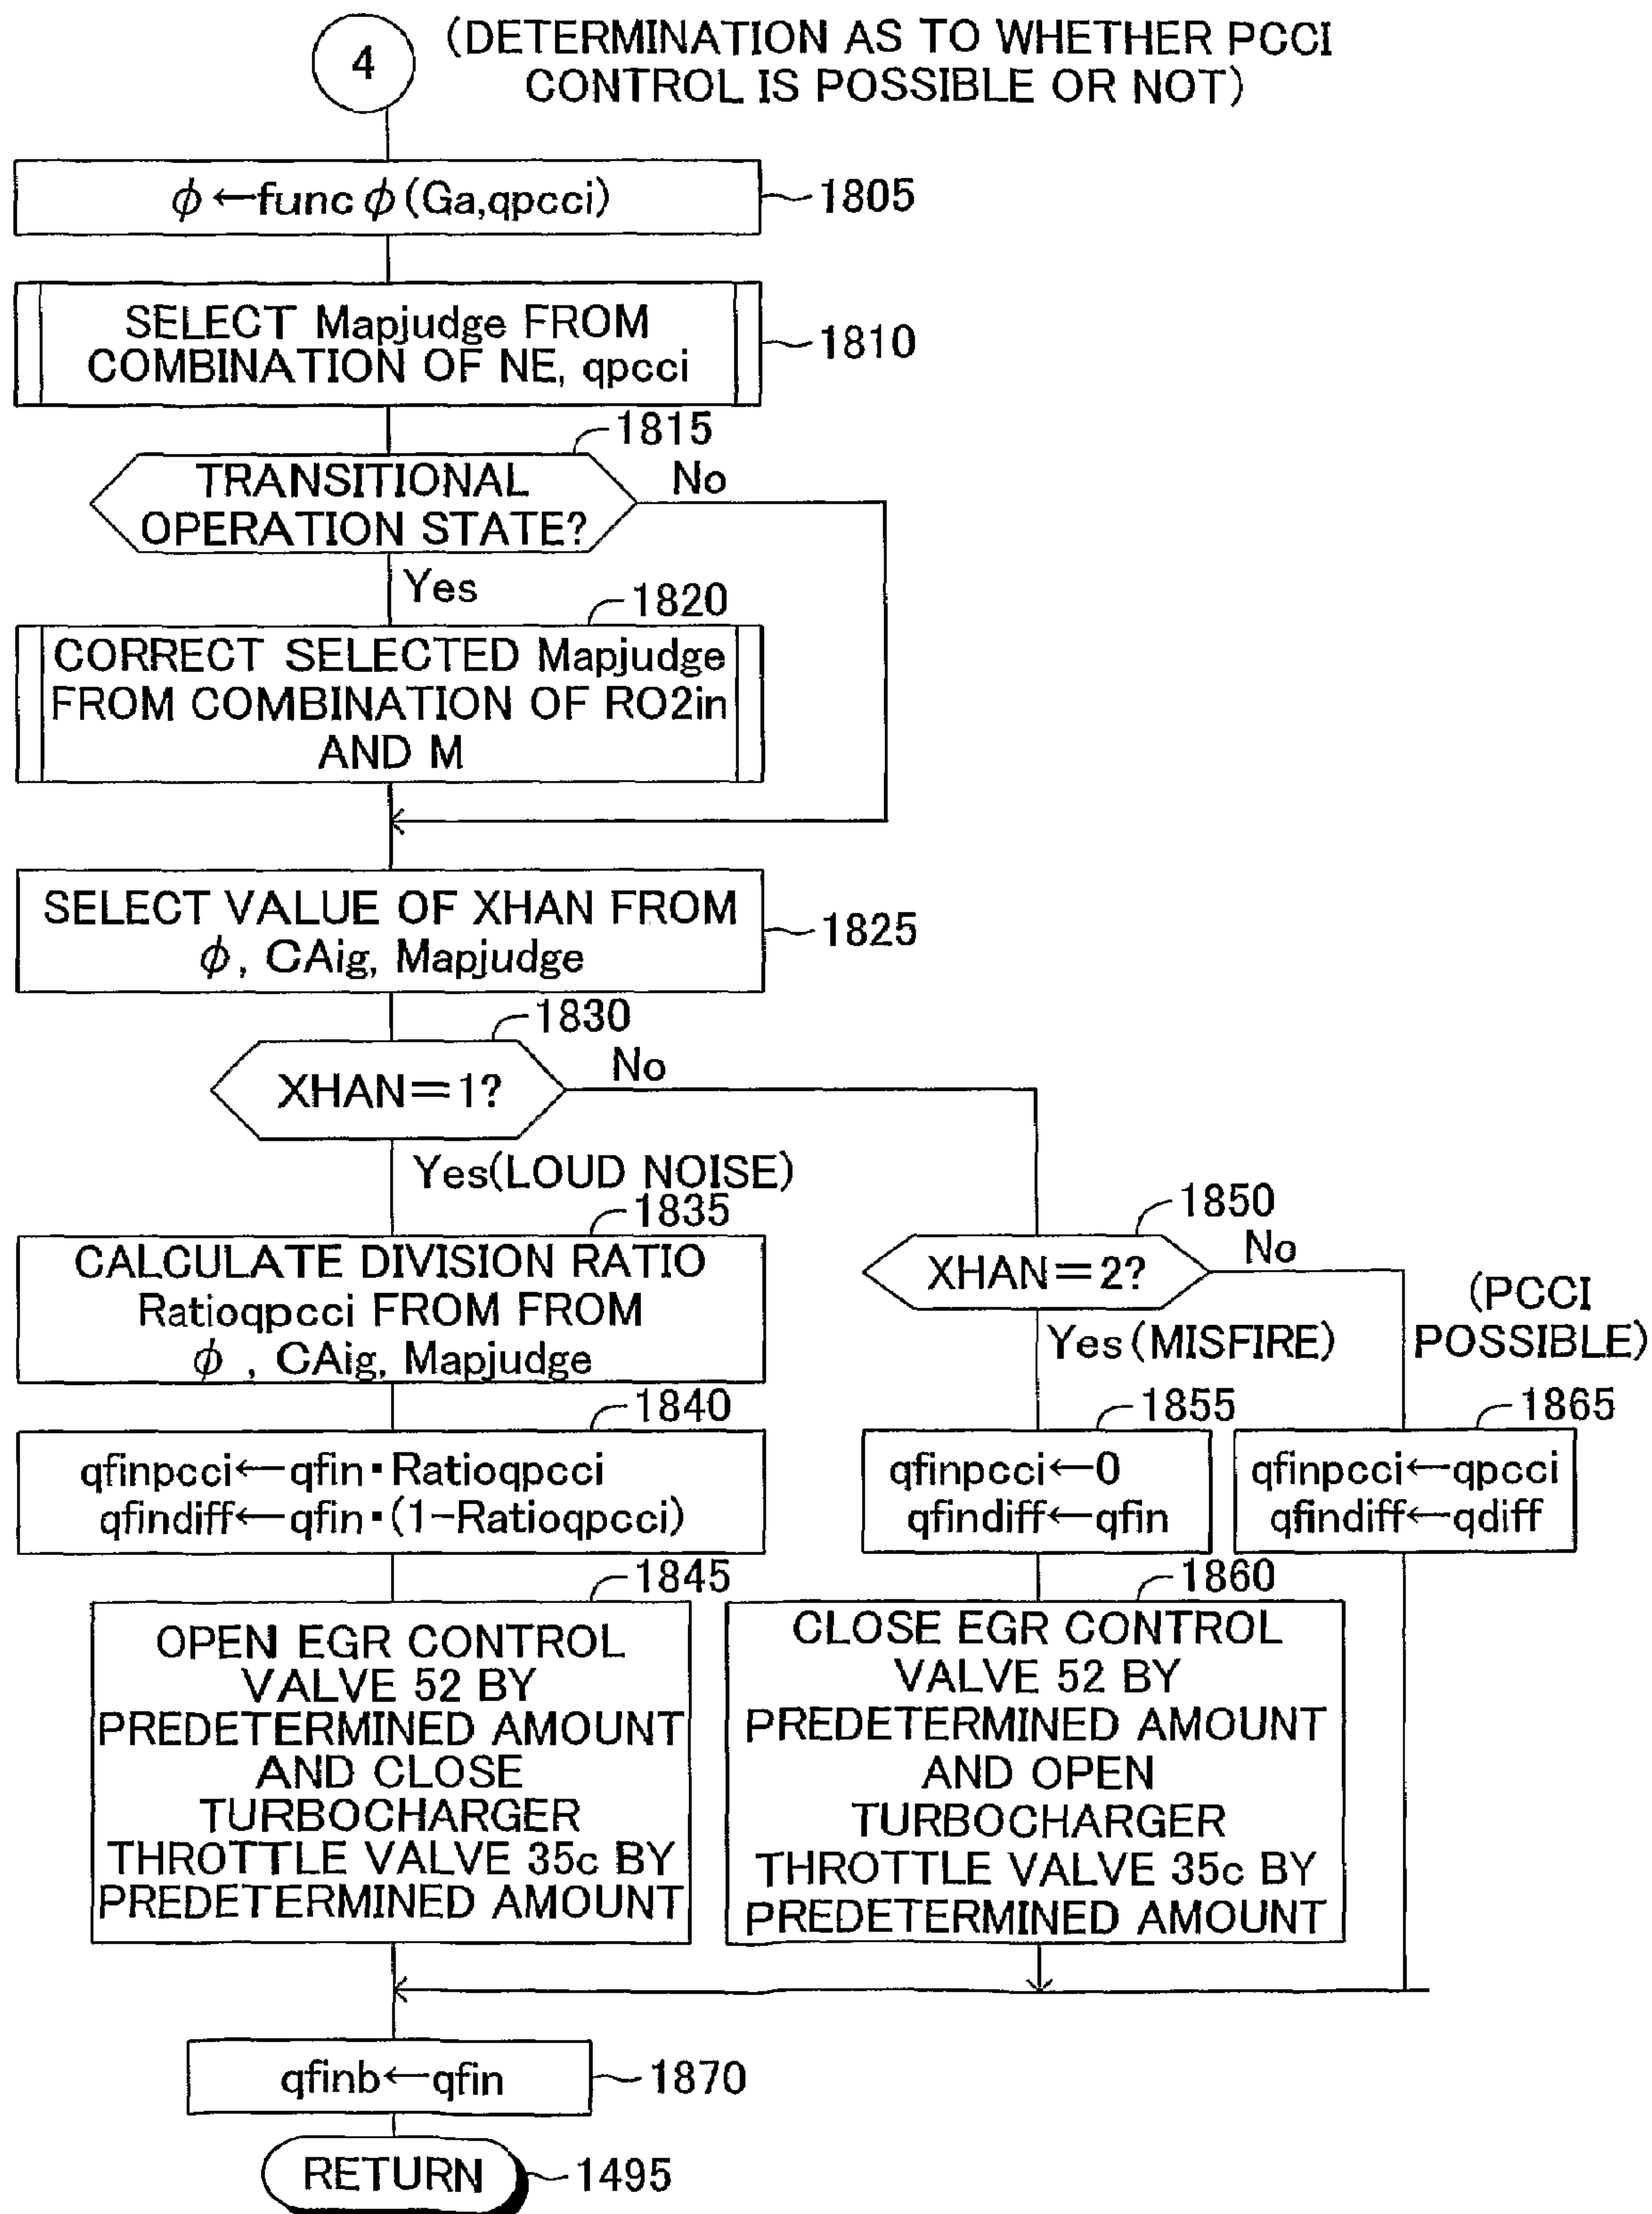 4
(DETERMINATION AS TO WHETHER PCCI
CONTROL IS POSSIBLE OR NOT)
ϕ←func ϕ(Ga,qpcci)
1805
SELECT Mapjudge FROM
COMBINATION OF NE, qpcci
1810
1815
TRANSITIONAL
OPERATION STATE?
No
Yes
1820
CORRECT SELECTED Mapjudge
FROM COMBINATION OF RO2in
AND M
SELECT VALUE OF XHAN FROM
ϕ, CAig, Mapjudge
1825
1830
XHAN=1?
No
Yes(LOUD NOISE)
1835
CALCULATE DIVISION RATIO
Ratioqpcci FROM FROM
ϕ , CAig, Mapjudge
1850
XHAN=2?
No
Yes(MISFIRE)
(PCCI
POSSIBLE)
1840
qfinpcci←qfin▪Ratioqpcci
qfindiff←qfin▪(1-Ratioqpcci)
1855
qfinpcci←0
qfindiff←qfin
1865
qfinpcci←qpcci
qfindiff←qdiff
1845
OPEN EGR CONTROL
VALVE 52 BY
PREDETERMINED AMOUNT
AND CLOSE
TURBOCHARGER
THROTTLE VALVE 35c BY
PREDETERMINED AMOUNT
1860
CLOSE EGR CONTROL
VALVE 52 BY
PREDETERMINED AMOUNT
AND OPEN
TURBOCHARGER
THROTTLE VALVE 35c BY
PREDETERMINED AMOUNT
qfinb←qfin
1870
RETURN
1495